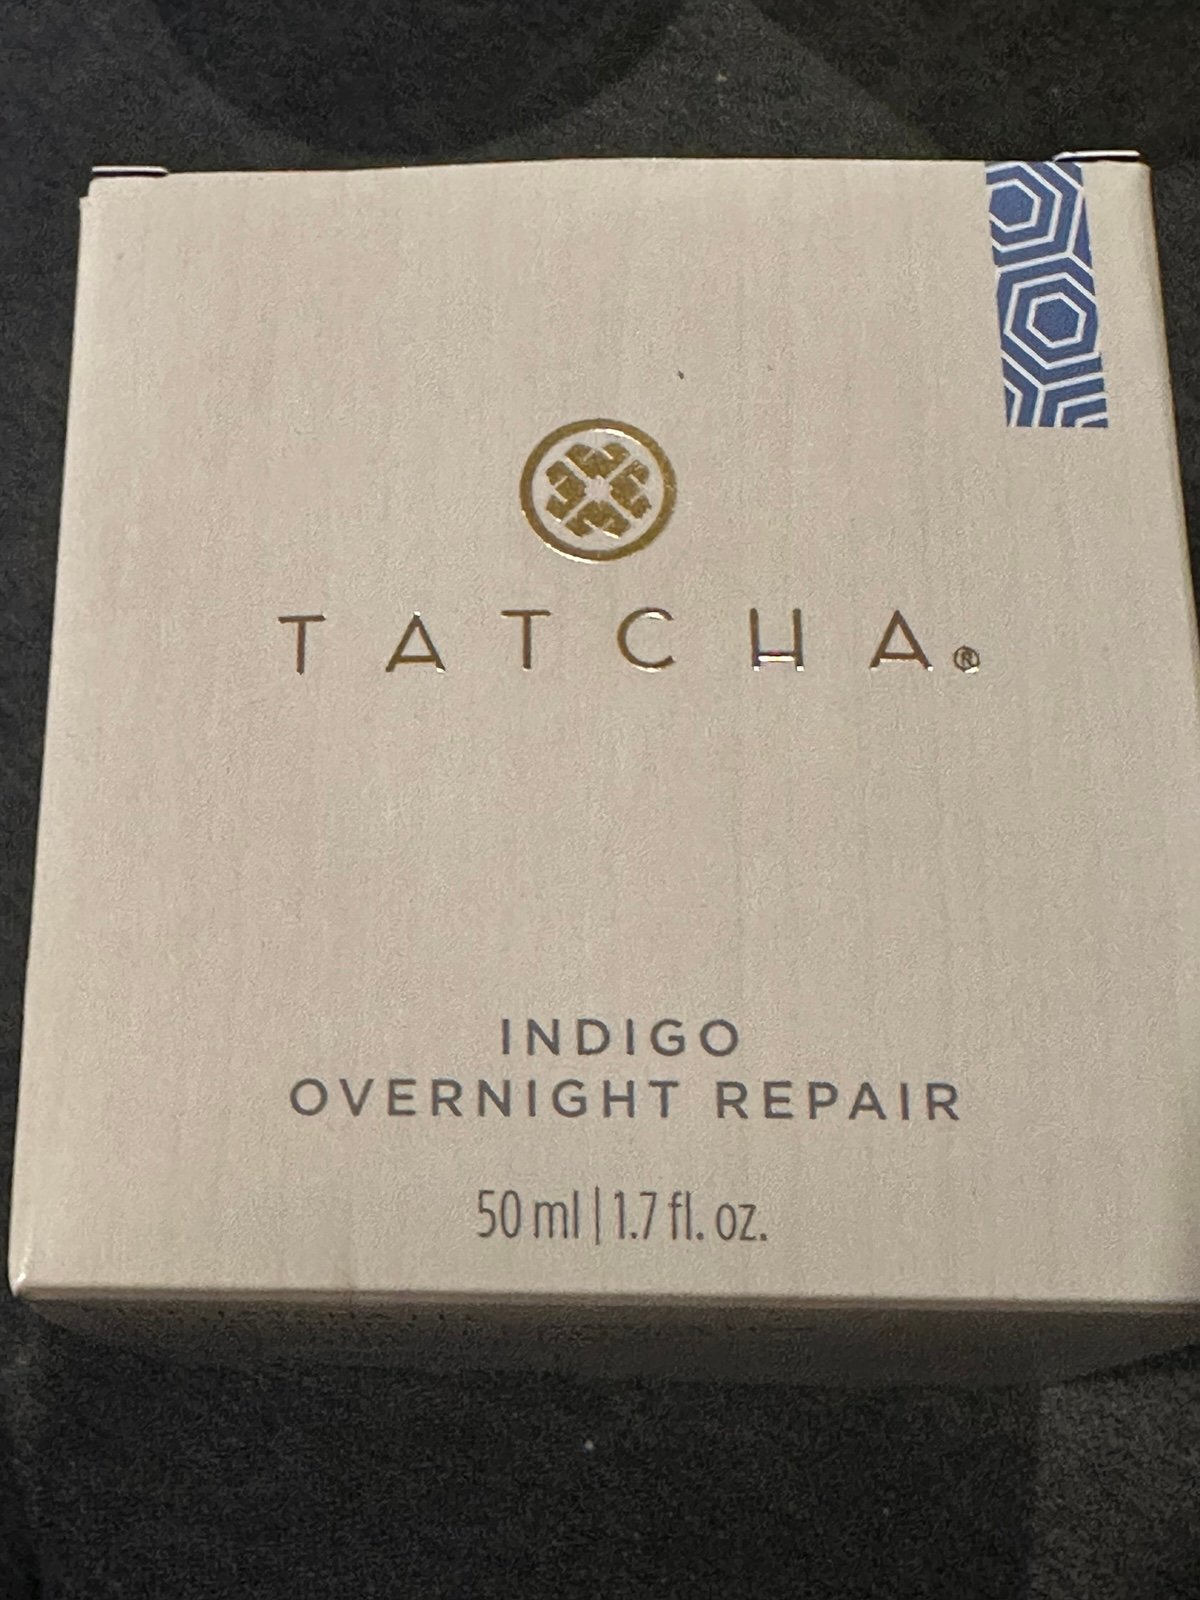 TATCHA®
INDIGO
OVERNIGHT REPAIR
50 ml | 1.7 fl. oz.